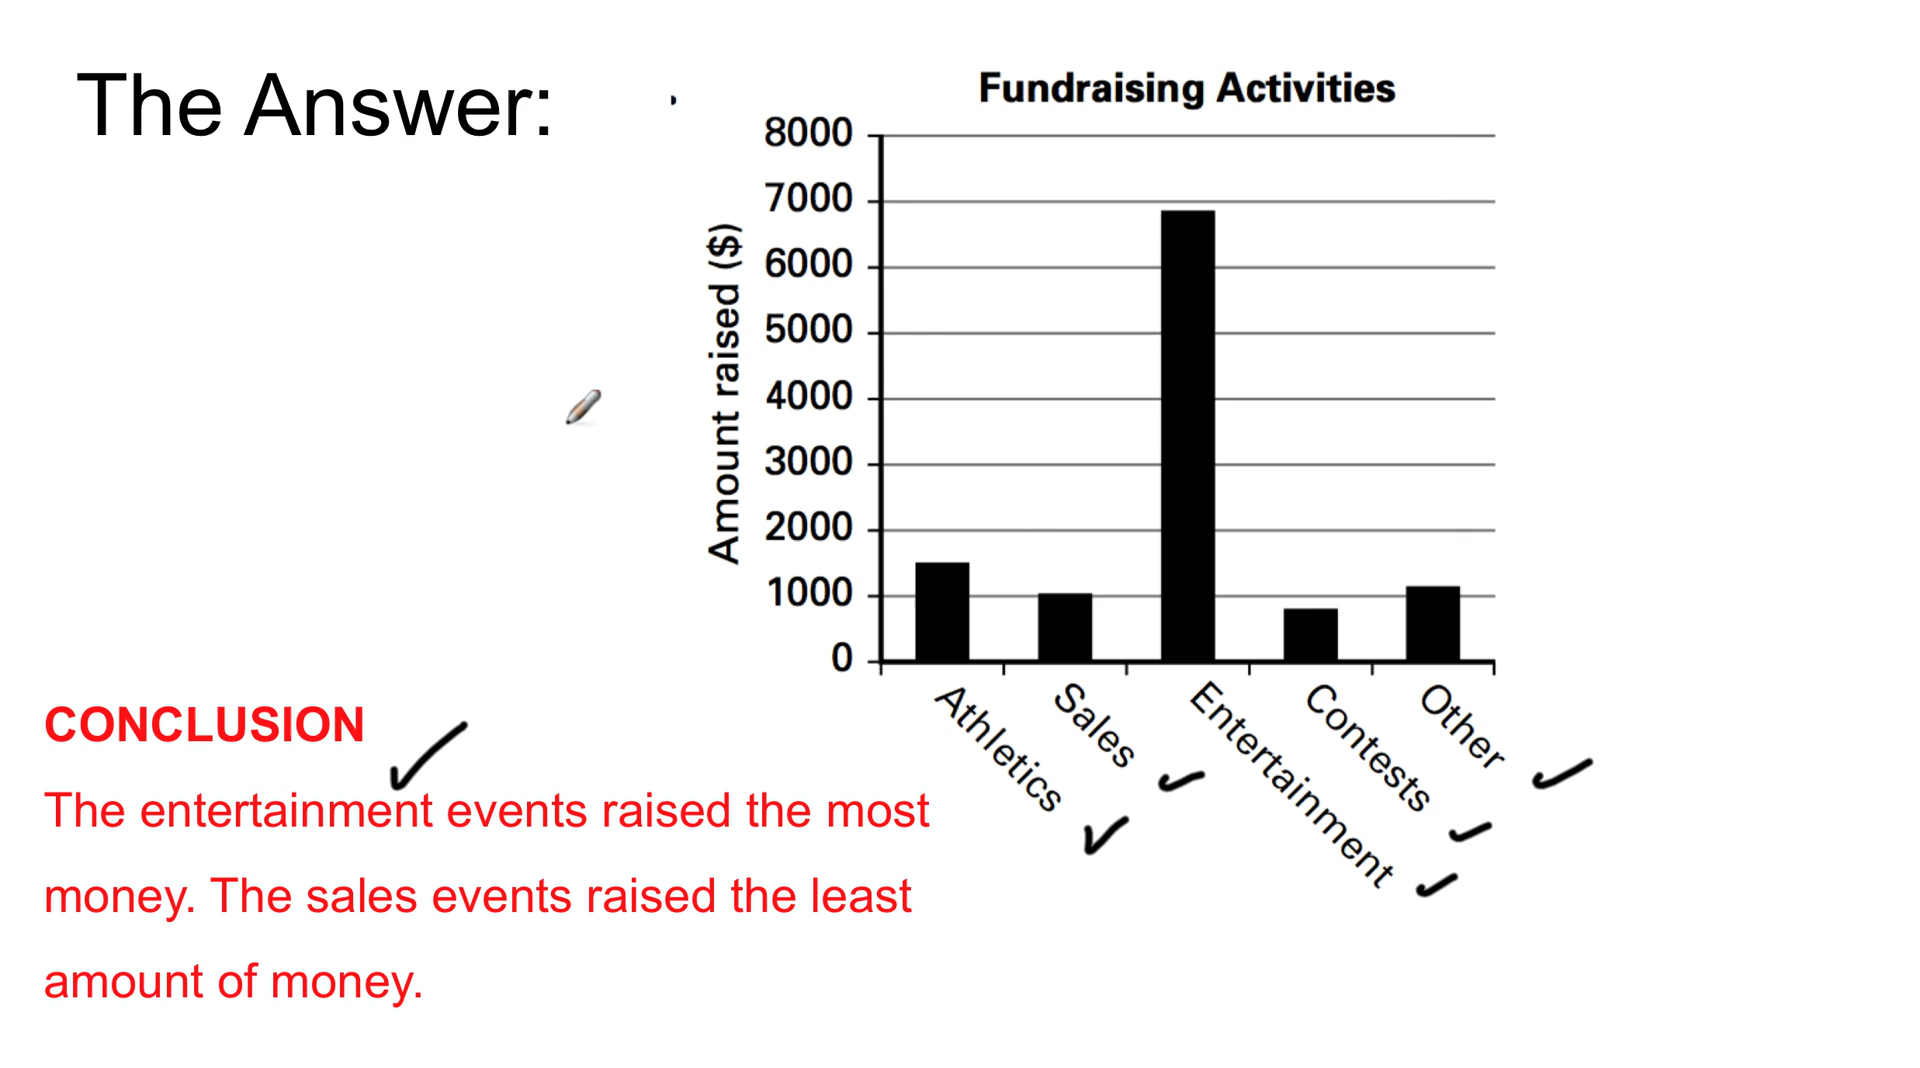 The Answer:
Fundraising Activities
Amount raised ($)
8000
7000
6000
5000
4000
3000
2000
1000
0
Athletics
Sales
Entertainment
Contests
Other
CONCLUSION
The entertainment events raised the most
money. The sales events raised the least
amount of money.